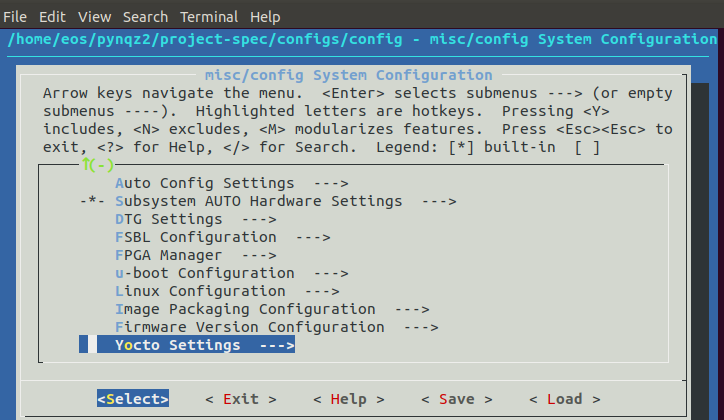 File Edit View Search Terminal Help
/home/eos/pynqz2/project-spec/configs/config - misc/config System Configuration
misc/config System Configuration
Arrow keys navigate the menu. <Enter> selects submenus ---> (or empty
submenus ----). Highlighted letters are hotkeys. Pressing <Y>
includes, <N> excludes, <M> modularizes features. Press <Esc><Esc> to
exit, <?> for Help, </> for Search. Legend: [*] built-in [ ]
↑(-)
Auto Config Settings --->
-*- Subsystem AUTO Hardware Settings --->
DTG Settings --->
FSBL Configuration --->
FPGA Manager --->
u-boot Configuration --->
Linux Configuration --->
Image Packaging Configuration --->
Firmware Version Configuration --->
Yocto Settings --->
<Select> < Exit > < Help > < Save > < Load >